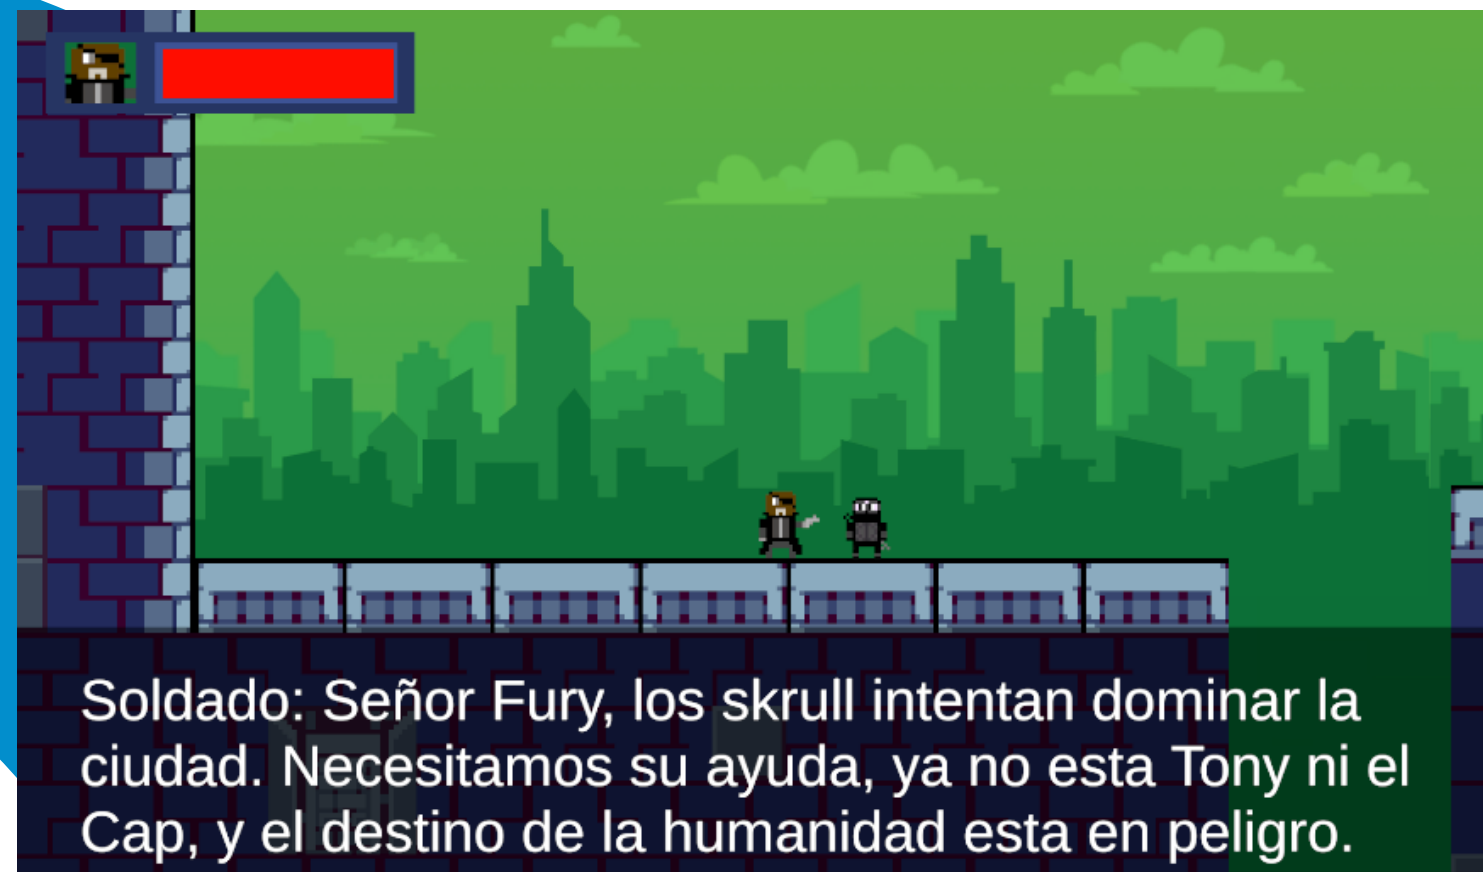 Soldado: Señor Fury, los skrull intentan dominar la
ciudad. Necesitamos su ayuda, ya no esta Tony ni el
Cap, y el destino de la humanidad esta en peligro.